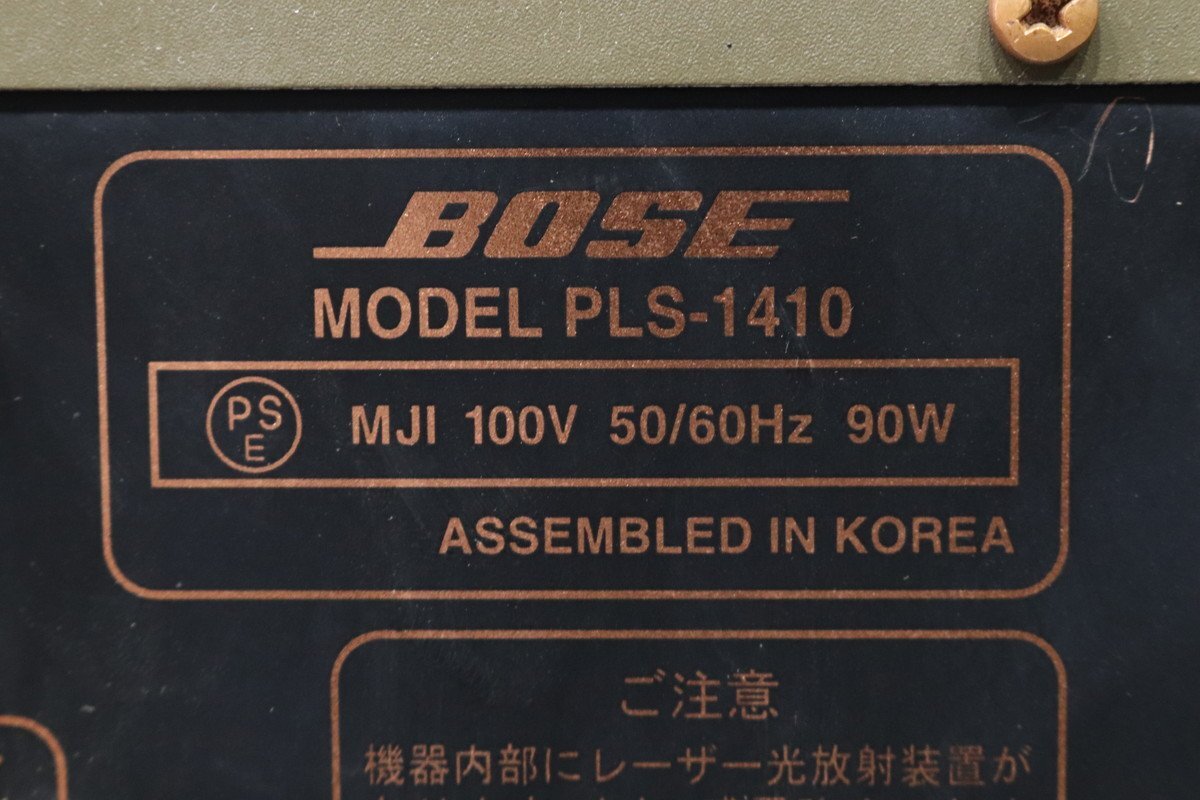 BOSE
MODEL PLS-1410
PS
E
MJI 100V 50/60Hz 90W
ASSEMBLED IN KOREA
ご注意
機器内部にレーザー光放射装置が